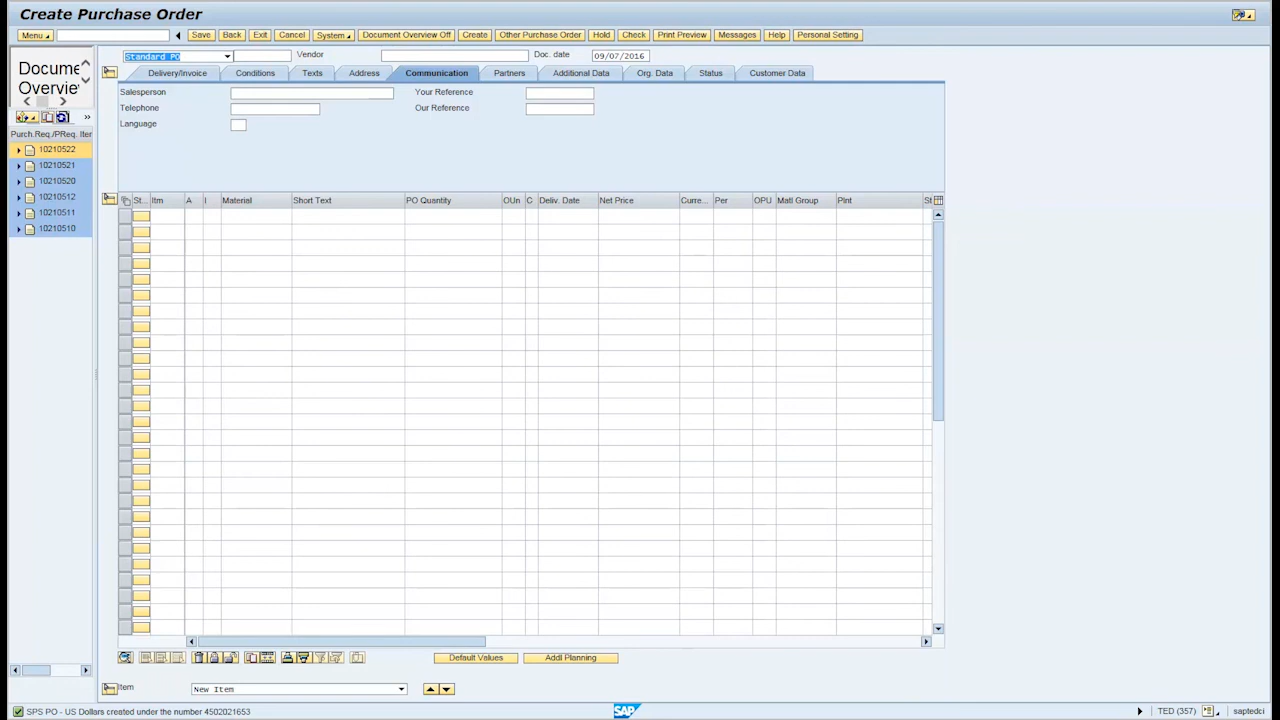 Create Purchase Order
Menu Save Back Exit Cancel System Document Overview Off Create Other Purchase Order Hold Check Print Preview Messages Help Personal Setting
Docume
Overvie
Standard PO Vendor Doc. date 09/07/2016
Delivery/Invoice Conditions Texts Address Communication Partners Additional Data Org. Data Status Customer Data
Salesperson Your Reference
Telephone Our Reference
Language
Purch.Req./PReq. Iter
10210522
10210521
10210520
10210512
10210511
10210510
St... Itm A I Material Short Text PO Quantity OUn C Deliv. Date Net Price Curre... Per OPU Matl Group Plnt St
Default Values Addl Planning
Item New Item
SPS PO - US Dollars created under the number 4502021653 SAP TED (357) saptedci